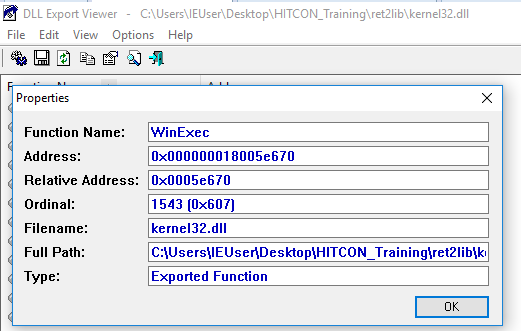 DLL Export Viewer - C:\Users\IEUser\Desktop\HITCON_Training\ret2lib\kernel32.dll
File Edit View Options Help
Properties
Function Name: WinExec
Address: 0x000000018005e670
Relative Address: 0x0005e670
Ordinal: 1543 (0x607)
Filename: kernel32.dll
Full Path: C:\Users\IEUser\Desktop\HITCON_Training\ret2lib\ke
Type: Exported Function
OK